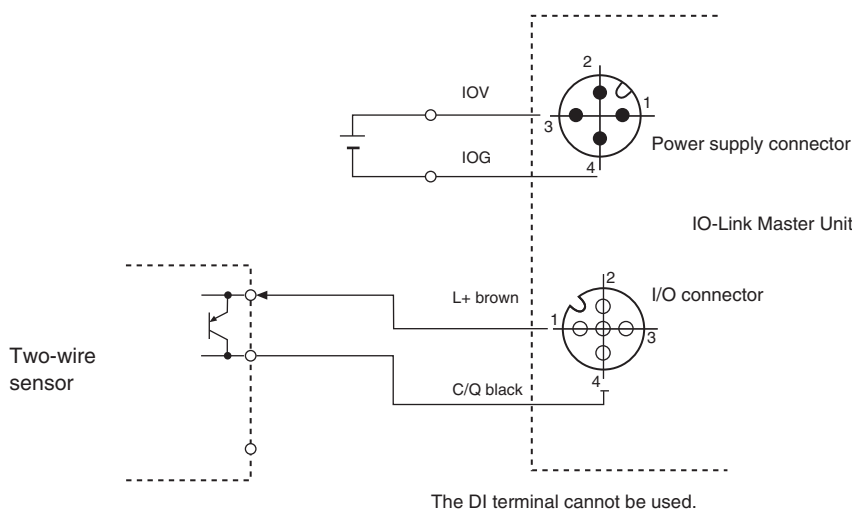 2
IOV
1
3
Power supply connector
IOG
4
IO-Link Master Unit
2
L+ brown
I/O connector
1
3
Two-wire
sensor
4
C/Q black
The DI terminal cannot be used.